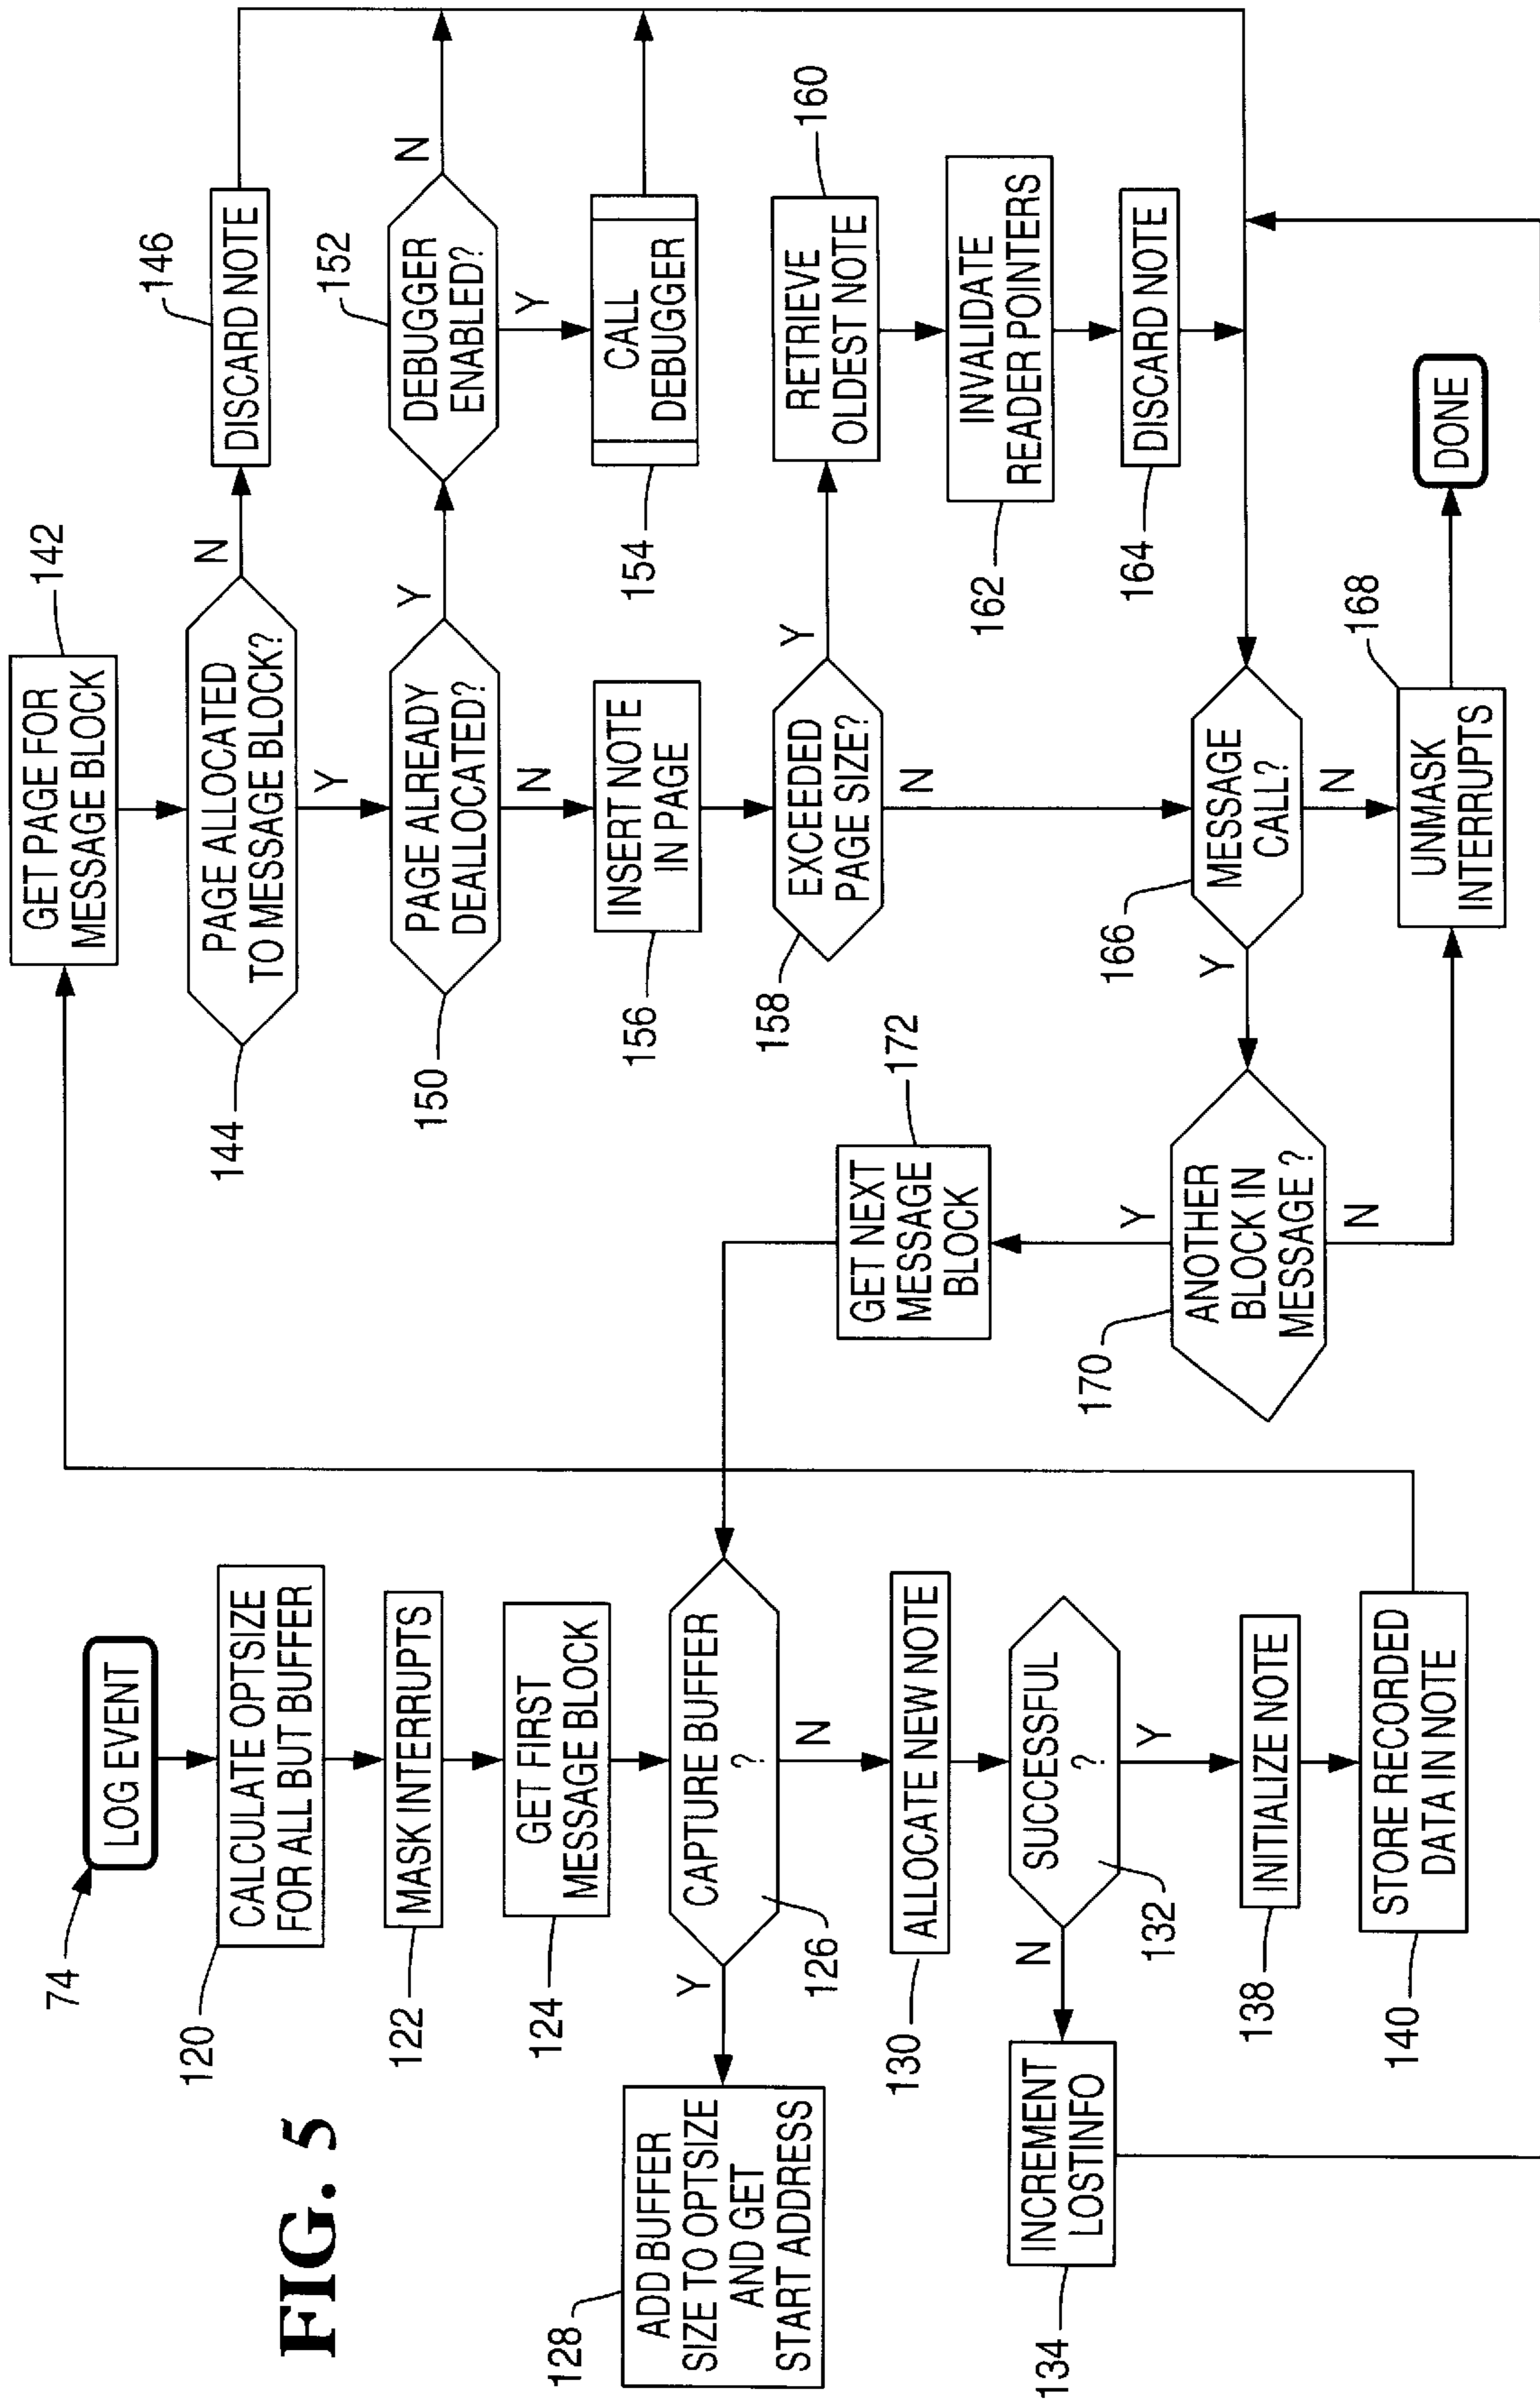 FIG. 5
74
LOG EVENT
120
CALCULATE OPTSIZE
FOR ALL BUT BUFFER
122
MASK INTERRUPTS
124
GET FIRST
MESSAGE BLOCK
126
CAPTURE BUFFER
?
Y
N
128
ADD BUFFER
SIZE TO OPTSIZE
AND GET
START ADDRESS
130
ALLOCATE NEW NOTE
132
SUCCESSFUL
?
N
Y
134
INCREMENT
LOSTINFO
138
INITIALIZE NOTE
140
STORE RECORDED
DATA IN NOTE
142
GET PAGE FOR
MESSAGE BLOCK
144
PAGE ALLOCATED
TO MESSAGE BLOCK?
N
Y
146
DISCARD NOTE
150
PAGE ALREADY
DEALLOCATED?
Y
N
152
DEBUGGER
ENABLED?
N
Y
154
CALL
DEBUGGER
156
INSERT NOTE
IN PAGE
158
EXCEEDED
PAGE SIZE?
Y
N
160
RETRIEVE
OLDEST NOTE
162
INVALIDATE
READER POINTERS
164
DISCARD NOTE
166
MESSAGE
CALL?
Y
N
168
UNMASK
INTERRUPTS
DONE
170
ANOTHER
BLOCK IN
MESSAGE ?
Y
N
172
GET NEXT
MESSAGE
BLOCK